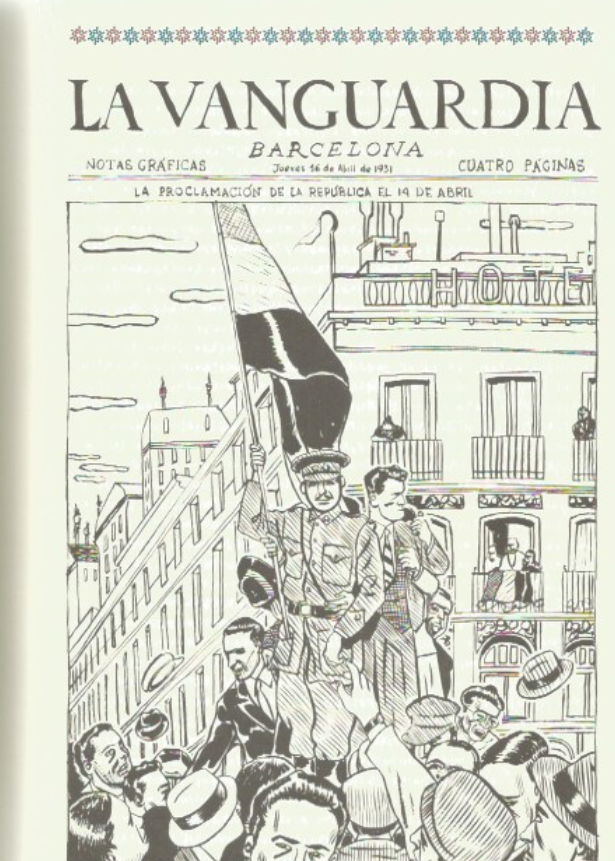 LA VANGUARDIA
BARCELONA
NOTAS GRÁFICAS
Jueves 16 de Abril de 1931
CUATRO PÁGINAS
LA PROCLAMACIÓN DE LA REPÚBLICA EL 14 DE ABRIL
HOTE